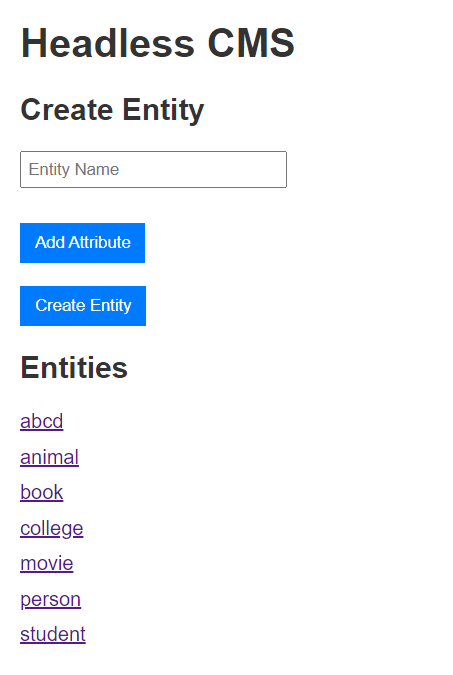 Headless CMS
Create Entity
Entity Name
Add Attribute
Create Entity
Entities
abcd
animal
book
college
movie
person
student